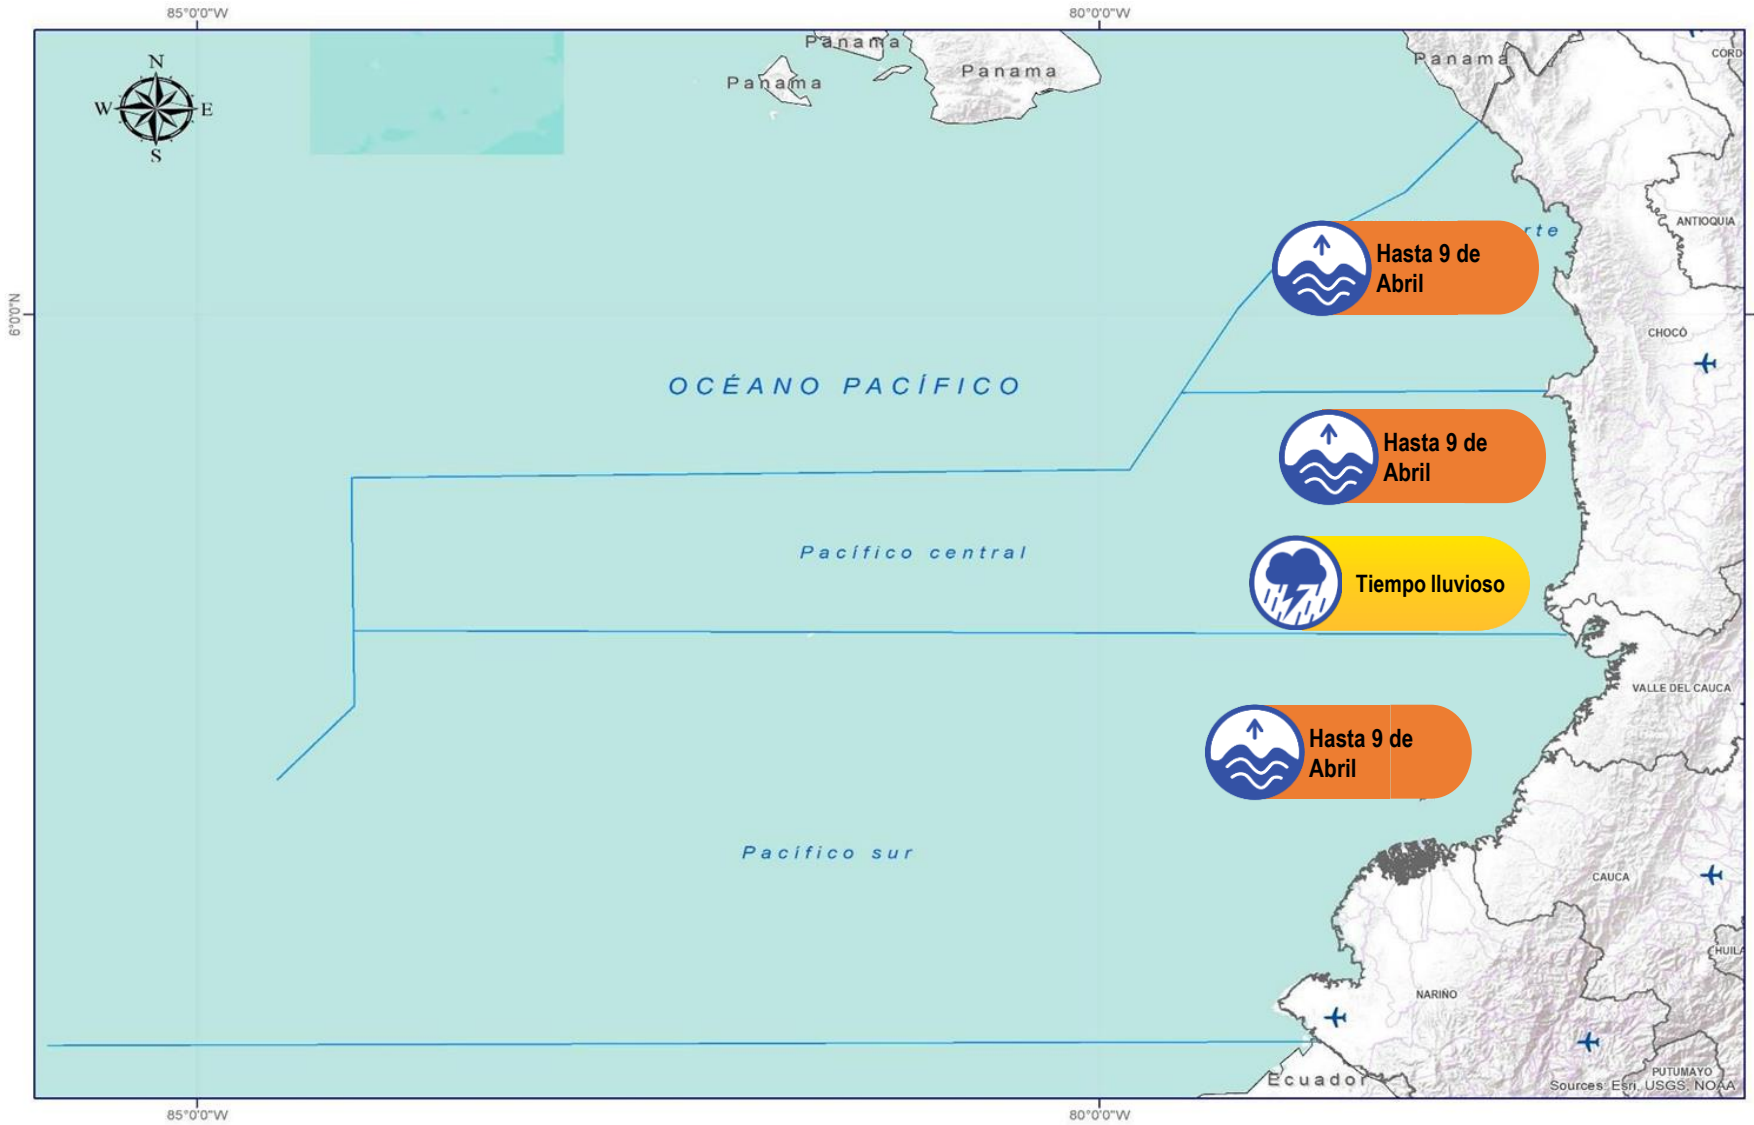 85°0'0"W
80°0'0"W
N
W
E
S
Panama
Panama
Panama
Panama
ANTIOQUIA
rte
Hasta 9 de
Abril
6°0'0"N
CHOCÓ
OCÉANO PACÍFICO
Hasta 9 de
Abril
Pacífico central
Tiempo lluvioso
VALLE DEL CAUCA
Hasta 9 de
Abril
Pacífico sur
CAUCA
HUILA
NARIÑO
PUTUMAYO
Ecuador
Sources: Esri, USGS, NOAA
85°0'0"W
80°0'0"W